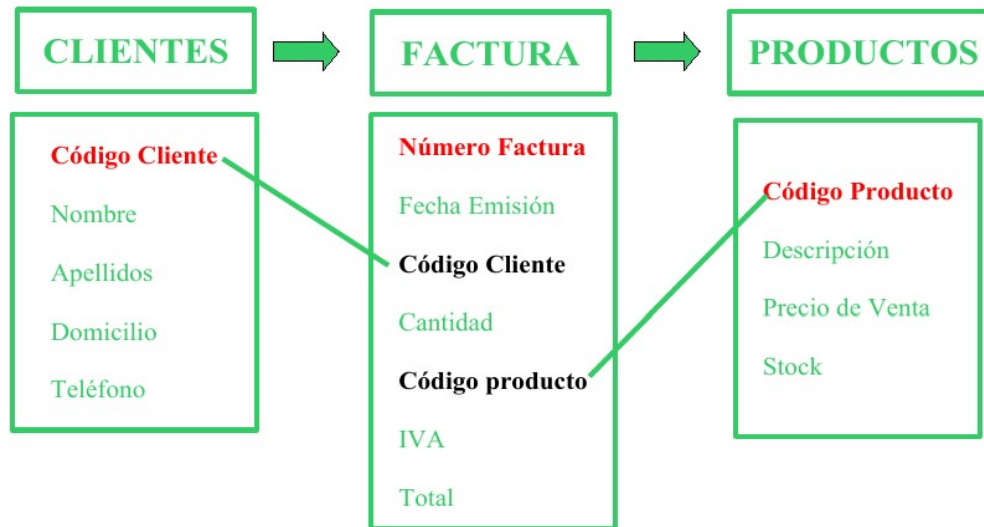 CLIENTES
FACTURA
PRODUCTOS
Código Cliente
Nombre
Apellidos
Domicilio
Teléfono
Número Factura
Fecha Emisión
Código Cliente
Cantidad
Código producto
IVA
Total
Código Producto
Descripción
Precio de Venta
Stock